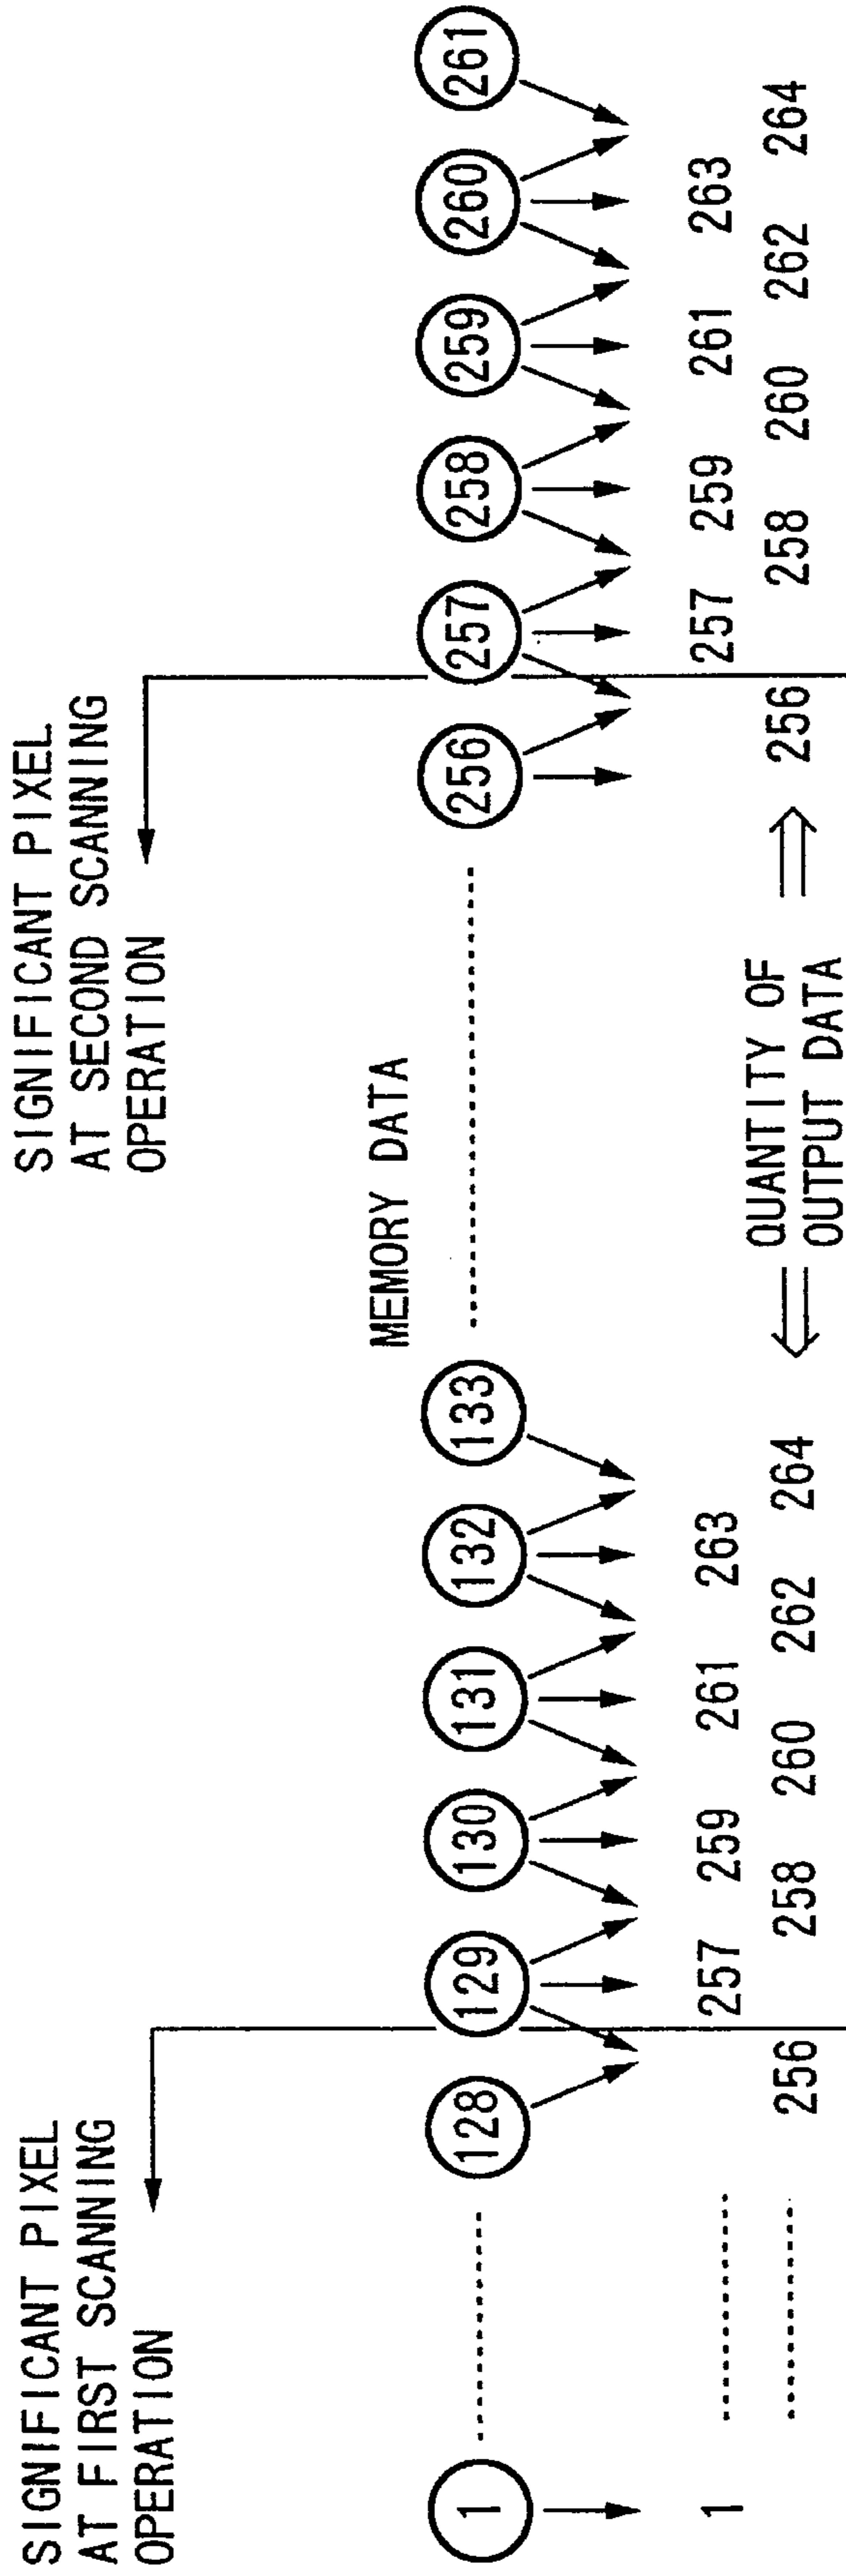 SIGNIFICANT PIXEL
AT FIRST SCANNING
OPERATION
SIGNIFICANT PIXEL
AT SECOND SCANNING
OPERATION
MEMORY DATA
1 128 129 130 131 132 133 256 257 258 259 260 261
1 257 259 261 263 257 259 261 263
256 258 260 262 264 256 258 260 262 264
QUANTITY OF
OUTPUT DATA